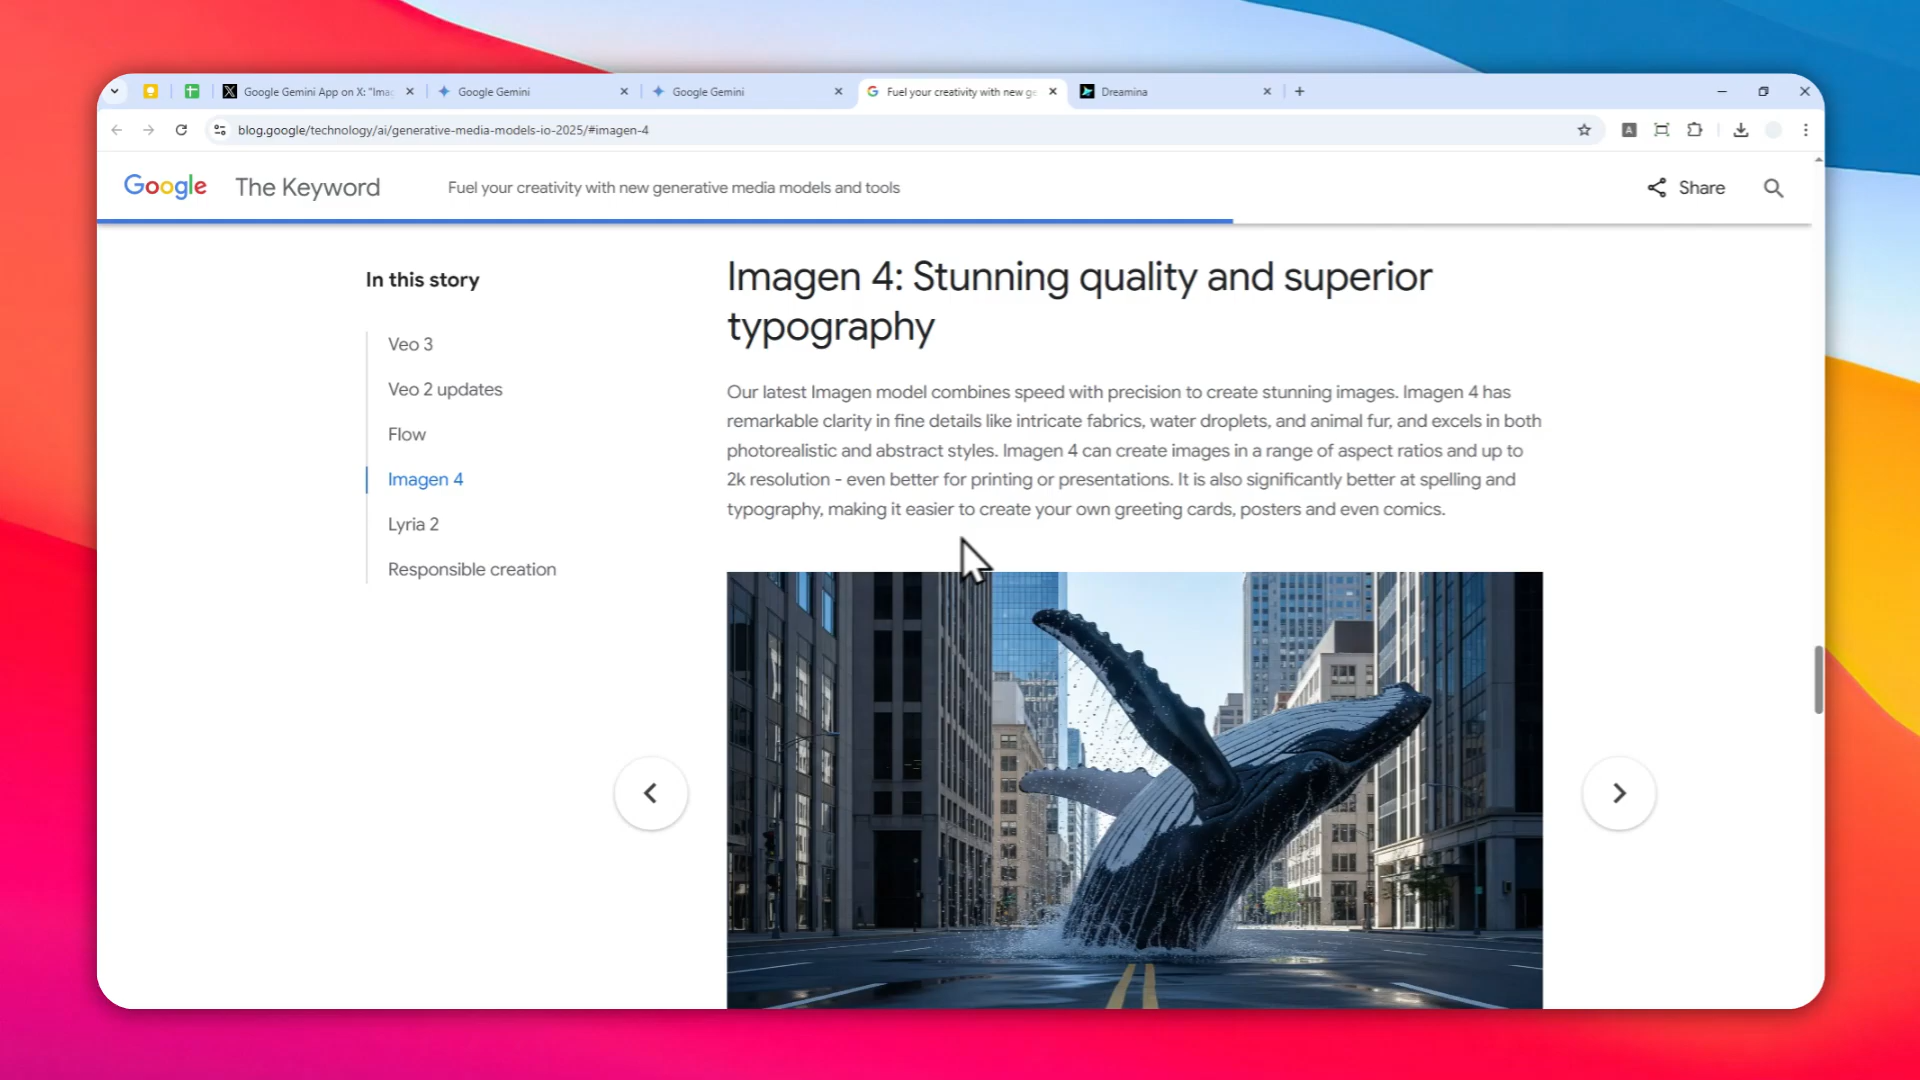 Google Gemini App on X: "Imag
Google Gemini
Google Gemini
Fuel your creativity with new ge
Dreamina
blog.google/technology/ai/generative-media-models-io-2025/#imagen-4
A
Google The Keyword
Fuel your creativity with new generative media models and tools
Share
In this story
Veo 3
Veo 2 updates
Flow
Imagen 4
Lyria 2
Responsible creation
Imagen 4: Stunning quality and superior
typography
Our latest Imagen model combines speed with precision to create stunning images. Imagen 4 has
remarkable clarity in fine details like intricate fabrics, water droplets, and animal fur, and excels in both
photorealistic and abstract styles. Imagen 4 can create images in a range of aspect ratios and up to
2k resolution - even better for printing or presentations. It is also significantly better at spelling and
typography, making it easier to create your own greeting cards, posters and even comics.